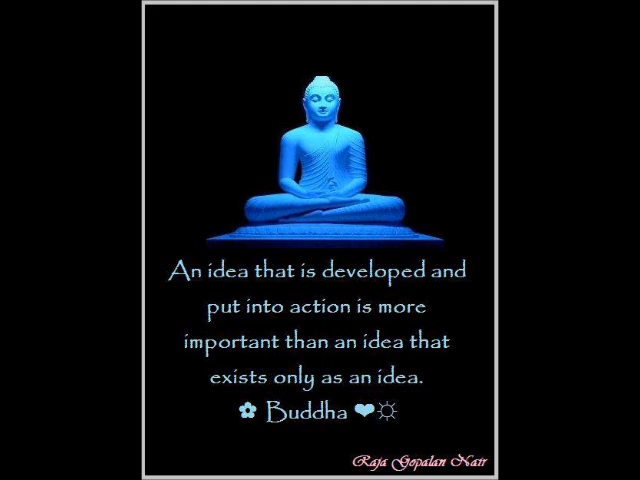 An idea that is developed and
put into action is more
important than an idea that
exists only as an idea.
✿ Buddha ❤☼
Raja Gopalan Nair